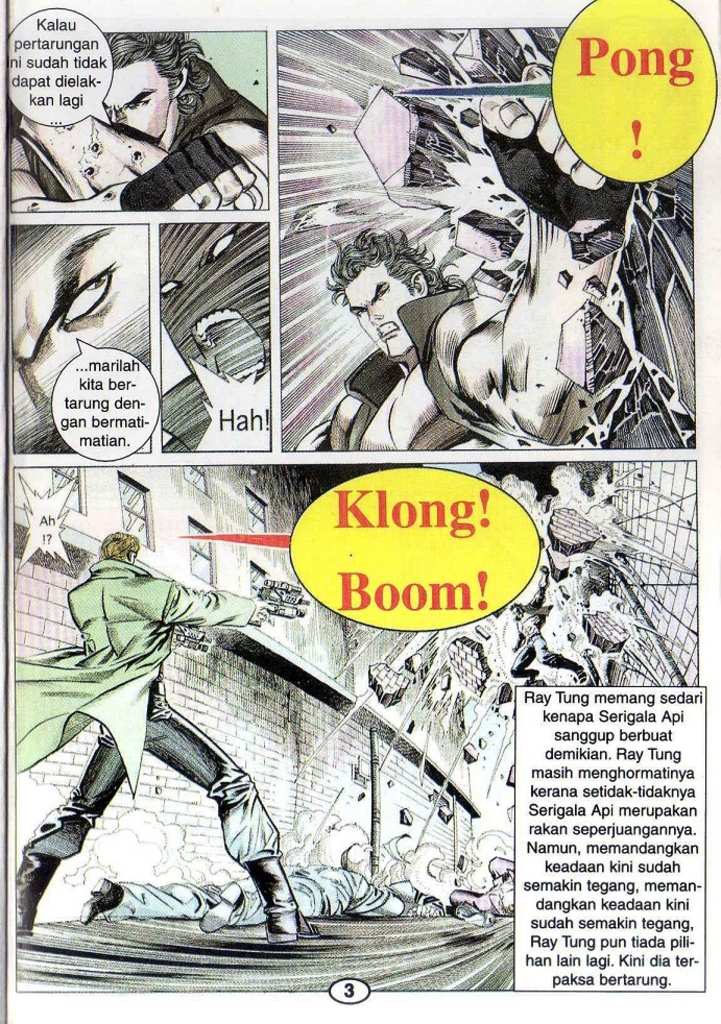 Kalau
pertarungan
ini sudah tidak
dapat dielak-
kan lagi
...
Pong
!
...marilah
kita ber-
tarung den-
gan bermati-
matian.
Hah!
Ah
!?
Klong!
Boom!
Ray Tung memang sedari
kenapa Serigala Api
sanggup berbuat
demikian. Ray Tung
masih menghormatinya
kerana setidak-tidaknya
Serigala Api merupakan
rakan seperjuangannya.
Namun, memandangkan
keadaan kini sudah
semakin tegang, meman-
dangkan keadaan kini
sudah semakin tegang,
Ray Tung pun tiada pili-
han lain lagi. Kini dia ter-
paksa bertarung.
3